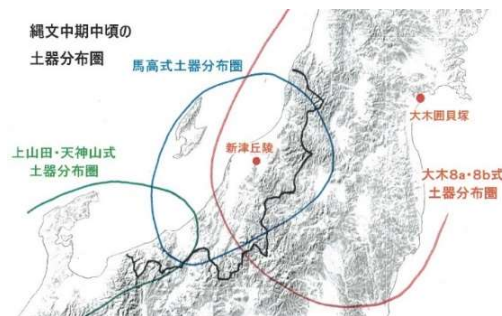 縄文中期中頃の
土器分布圏
馬高式土器分布圏
大木囲貝塚
新津丘陵
上山田・天神山式
土器分布圏
大木8a・8b式
土器分布圏